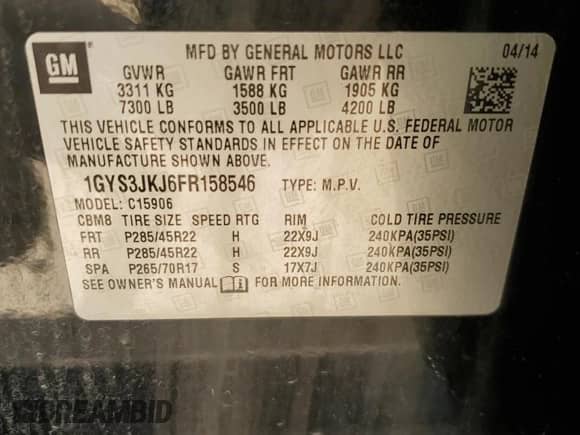 GM
MFD BY GENERAL MOTORS LLC 04/14
GVWR GAWR FRT GAWR RR
3311 KG 1588 KG 1905 KG
7300 LB 3500 LB 4200 LB
THIS VEHICLE CONFORMS TO ALL APPLICABLE U.S. FEDERAL MOTOR
VEHICLE SAFETY STANDARDS IN EFFECT ON THE DATE OF
MANUFACTURE SHOWN ABOVE.
1GYS3JKJ6FR158546 TYPE: M.P.V.
MODEL: C15906
CBM8 TIRE SIZE SPEED RTG RIM COLD TIRE PRESSURE
FRT P285/45R22 H 22X9J 240KPA(35PSI)
RR P285/45R22 H 22X9J 240KPA(35PSI)
SPA P265/70R17 S 17X7J 240KPA(35PSI)
SEE OWNER'S MANUAL FOR MORE INFORMATION.
SCREAMBID